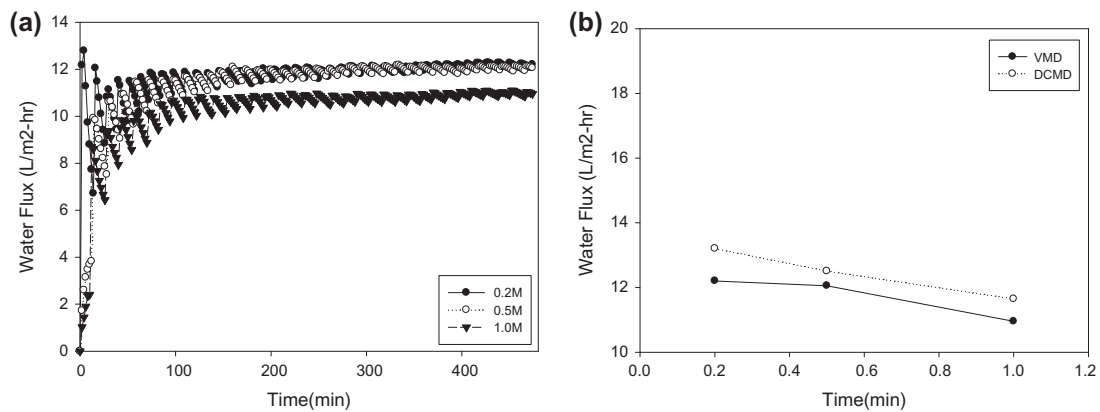 (a)
14
12
10
8
6
4
2
0
Water Flux (L/m2-hr)
0 100 200 300 400
Time(min)
0.2M
0.5M
1.0M
(b)
20
18
16
14
12
10
Water Flux (L/m2-hr)
0.0 0.2 0.4 0.6 0.8 1.0 1.2
Time(min)
VMD
DCMD